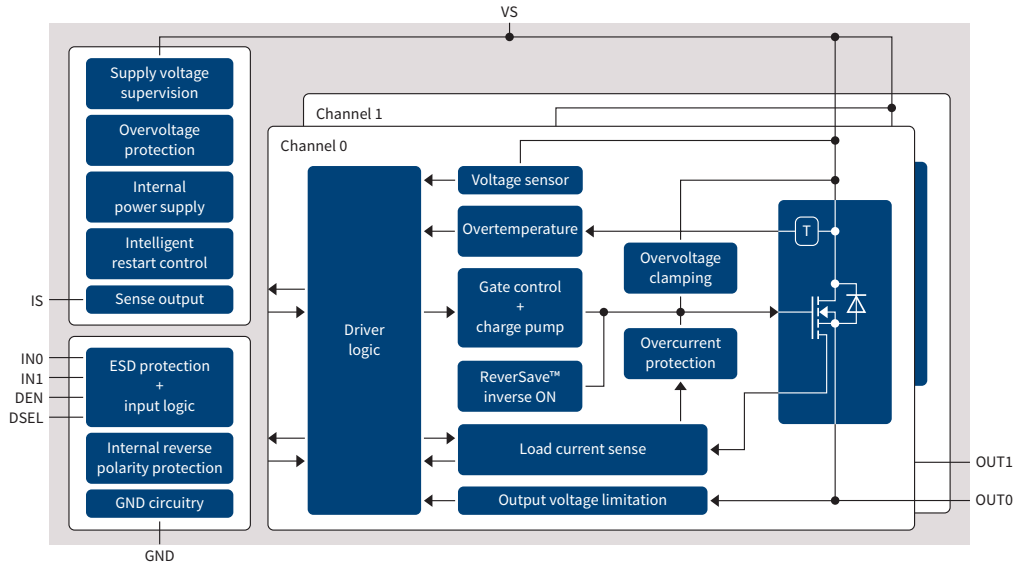 VS
Supply voltage
supervision
Overvoltage
protection
Internal
power supply
Intelligent
restart control
Sense output
IS
IN0
IN1
DEN
DSEL
ESD protection
+
input logic
Internal reverse
polarity protection
GND circuitry
GND
Channel 1
Channel 0
Driver
logic
Voltage sensor
Overtemperature
Gate control
+
charge pump
ReverSave™
inverse ON
Overvoltage
clamping
Overcurrent
protection
Load current sense
Output voltage limitation
T
OUT1
OUT0